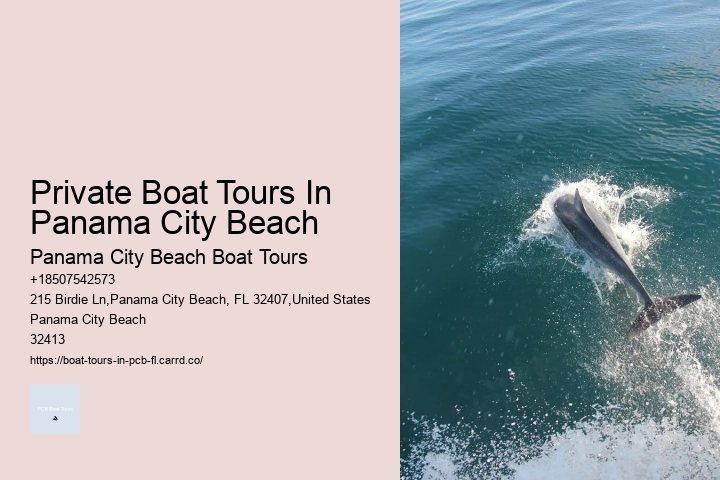 Private Boat Tours In
Panama City Beach
Panama City Beach Boat Tours
+18507542573
215 Birdie Ln,Panama City Beach, FL 32407,United States
Panama City Beach
32413
https://boat-tours-in-pcb-fl.carrd.co/